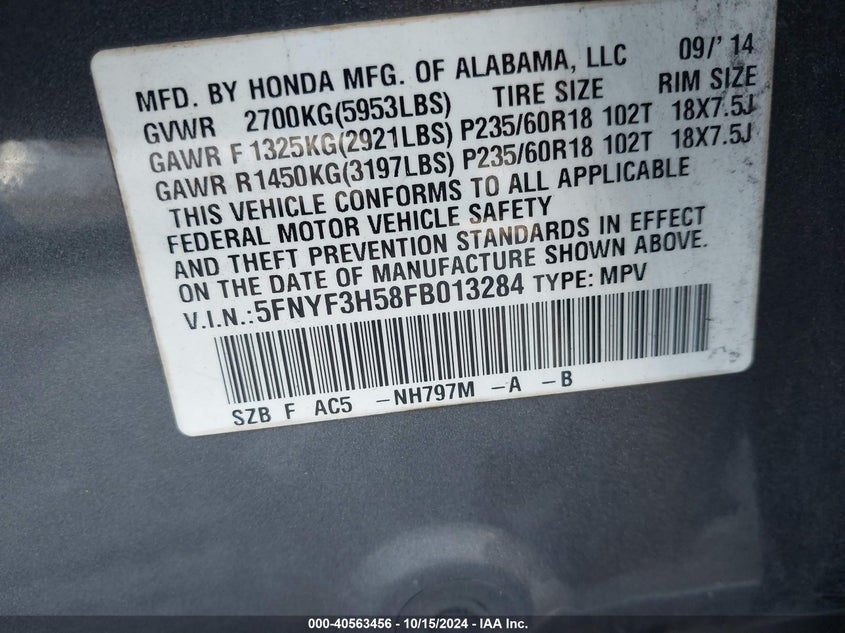 MFD. BY HONDA MFG. OF ALABAMA, LLC 09/'14
GVWR 2700KG(5953LBS) TIRE SIZE RIM SIZE
GAWR F 1325KG(2921LBS) P235/60R18 102T 18X7.5J
GAWR R1450KG(3197LBS) P235/60R18 102T 18X7.5J
THIS VEHICLE CONFORMS TO ALL APPLICABLE
FEDERAL MOTOR VEHICLE SAFETY
AND THEFT PREVENTION STANDARDS IN EFFECT
ON THE DATE OF MANUFACTURE SHOWN ABOVE.
V.I.N.:5FNYF3H58FB013284 TYPE: MPV
SZB F AC5 -NH797M -A -B
000-40563456 - 10/15/2024 - IAA Inc.